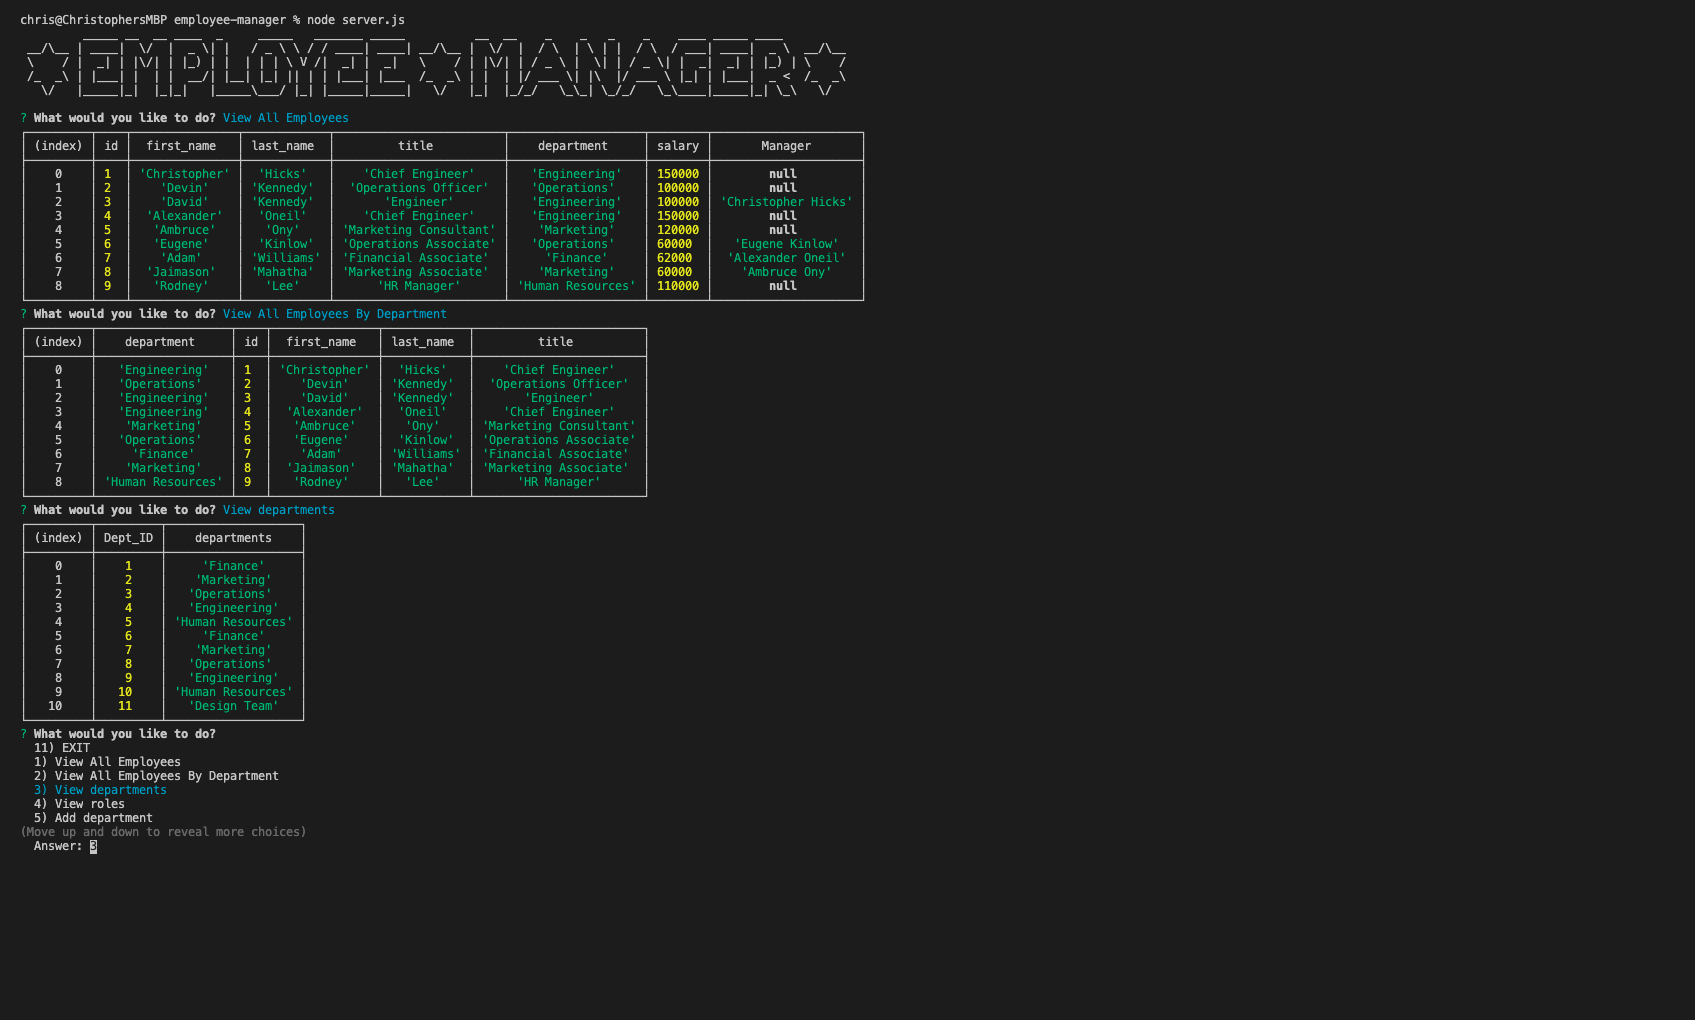 chris@ChristophersMBP employee-manager % node server.js
EMPLOYEE MANAGER
? What would you like to do? View All Employees
(index) id first_name last_name title department salary Manager
0 1 'Christopher' 'Hicks' 'Chief Engineer' 'Engineering' 150000 null
1 2 'Devin' 'Kennedy' 'Operations Officer' 'Operations' 100000 null
2 3 'David' 'Kennedy' 'Engineer' 'Engineering' 100000 'Christopher Hicks'
3 4 'Alexander' 'Oneil' 'Chief Engineer' 'Engineering' 150000 null
4 5 'Ambruce' 'Ony' 'Marketing Consultant' 'Marketing' 120000 null
5 6 'Eugene' 'Kinlow' 'Operations Associate' 'Operations' 60000 'Eugene Kinlow'
6 7 'Adam' 'Williams' 'Financial Associate' 'Finance' 62000 'Alexander Oneil'
7 8 'Jaimason' 'Mahatha' 'Marketing Associate' 'Marketing' 60000 'Ambruce Ony'
8 9 'Rodney' 'Lee' 'HR Manager' 'Human Resources' 110000 null
? What would you like to do? View All Employees By Department
(index) department id first_name last_name title
0 'Engineering' 1 'Christopher' 'Hicks' 'Chief Engineer'
1 'Operations' 2 'Devin' 'Kennedy' 'Operations Officer'
2 'Engineering' 3 'David' 'Kennedy' 'Engineer'
3 'Engineering' 4 'Alexander' 'Oneil' 'Chief Engineer'
4 'Marketing' 5 'Ambruce' 'Ony' 'Marketing Consultant'
5 'Operations' 6 'Eugene' 'Kinlow' 'Operations Associate'
6 'Finance' 7 'Adam' 'Williams' 'Financial Associate'
7 'Marketing' 8 'Jaimason' 'Mahatha' 'Marketing Associate'
8 'Human Resources' 9 'Rodney' 'Lee' 'HR Manager'
? What would you like to do? View departments
(index) Dept_ID departments
0 1 'Finance'
1 2 'Marketing'
2 3 'Operations'
3 4 'Engineering'
4 5 'Human Resources'
5 6 'Finance'
6 7 'Marketing'
7 8 'Operations'
8 9 'Engineering'
9 10 'Human Resources'
10 11 'Design Team'
? What would you like to do?
11) EXIT
1) View All Employees
2) View All Employees By Department
3) View departments
4) View roles
5) Add department
(Move up and down to reveal more choices)
Answer: 3